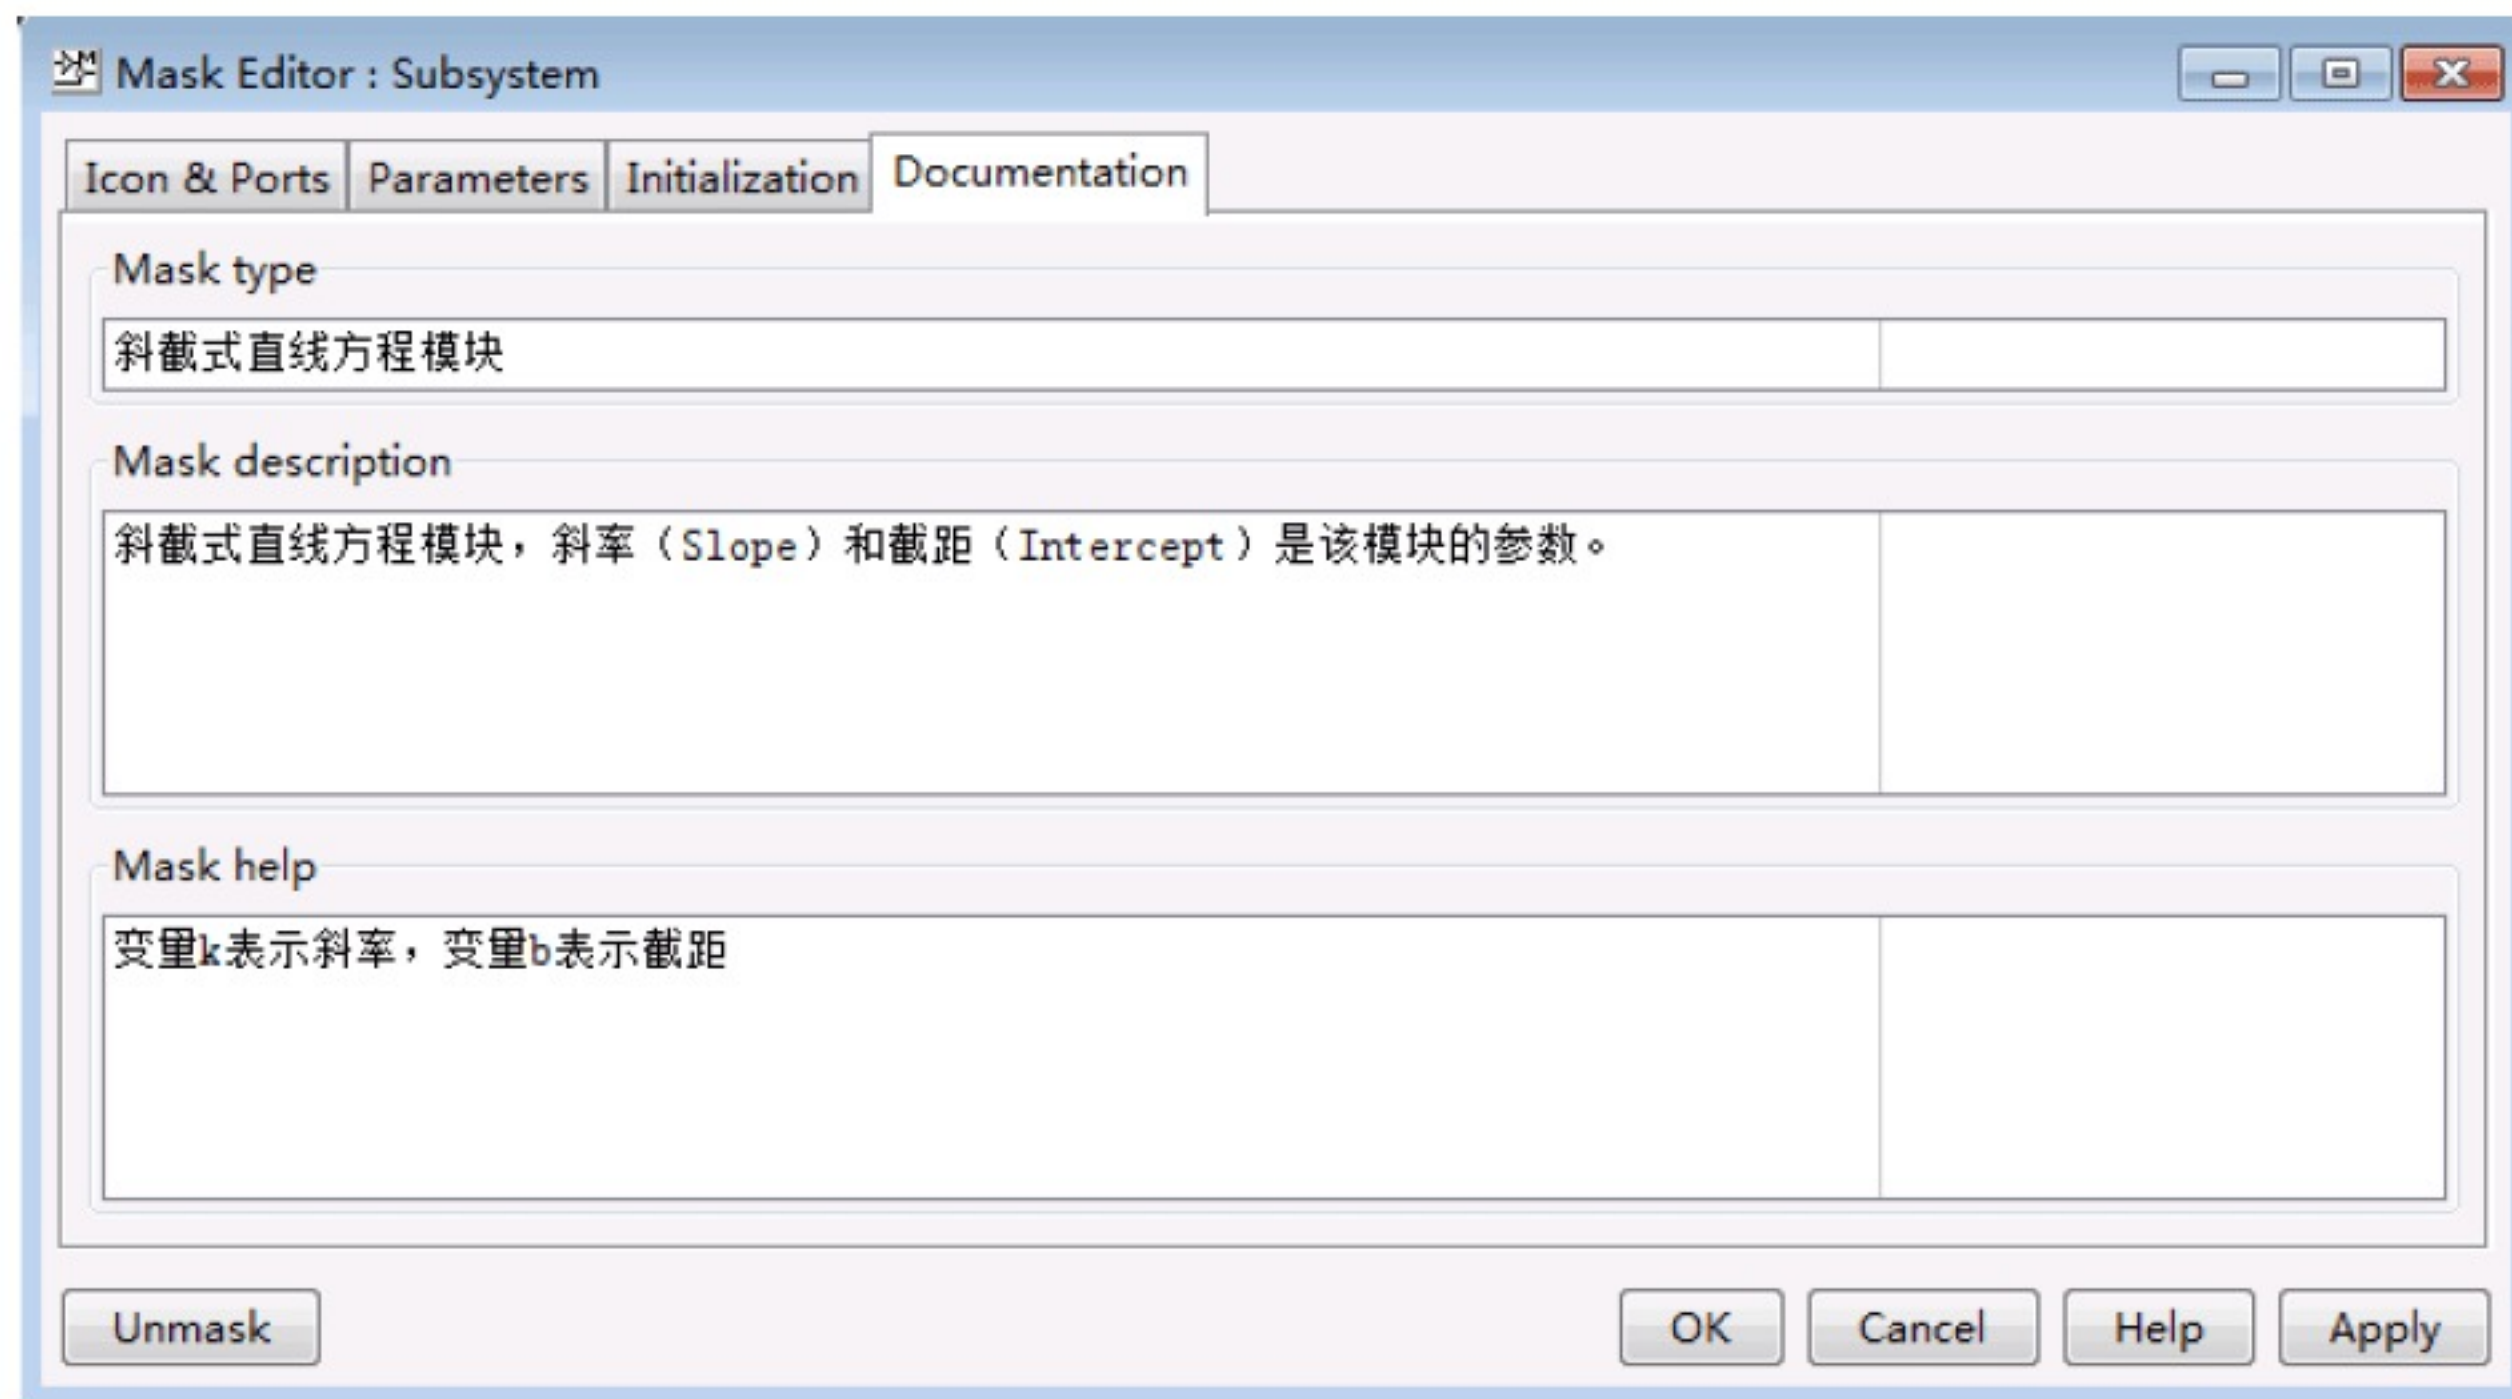 Mask Editor : Subsystem
Icon & Ports Parameters Initialization Documentation
Mask type
斜截式直线方程模块
Mask description
斜截式直线方程模块，斜率（Slope）和截距（Intercept）是该模块的参数。
Mask help
变量k表示斜率，变量b表示截距
Unmask OK Cancel Help Apply